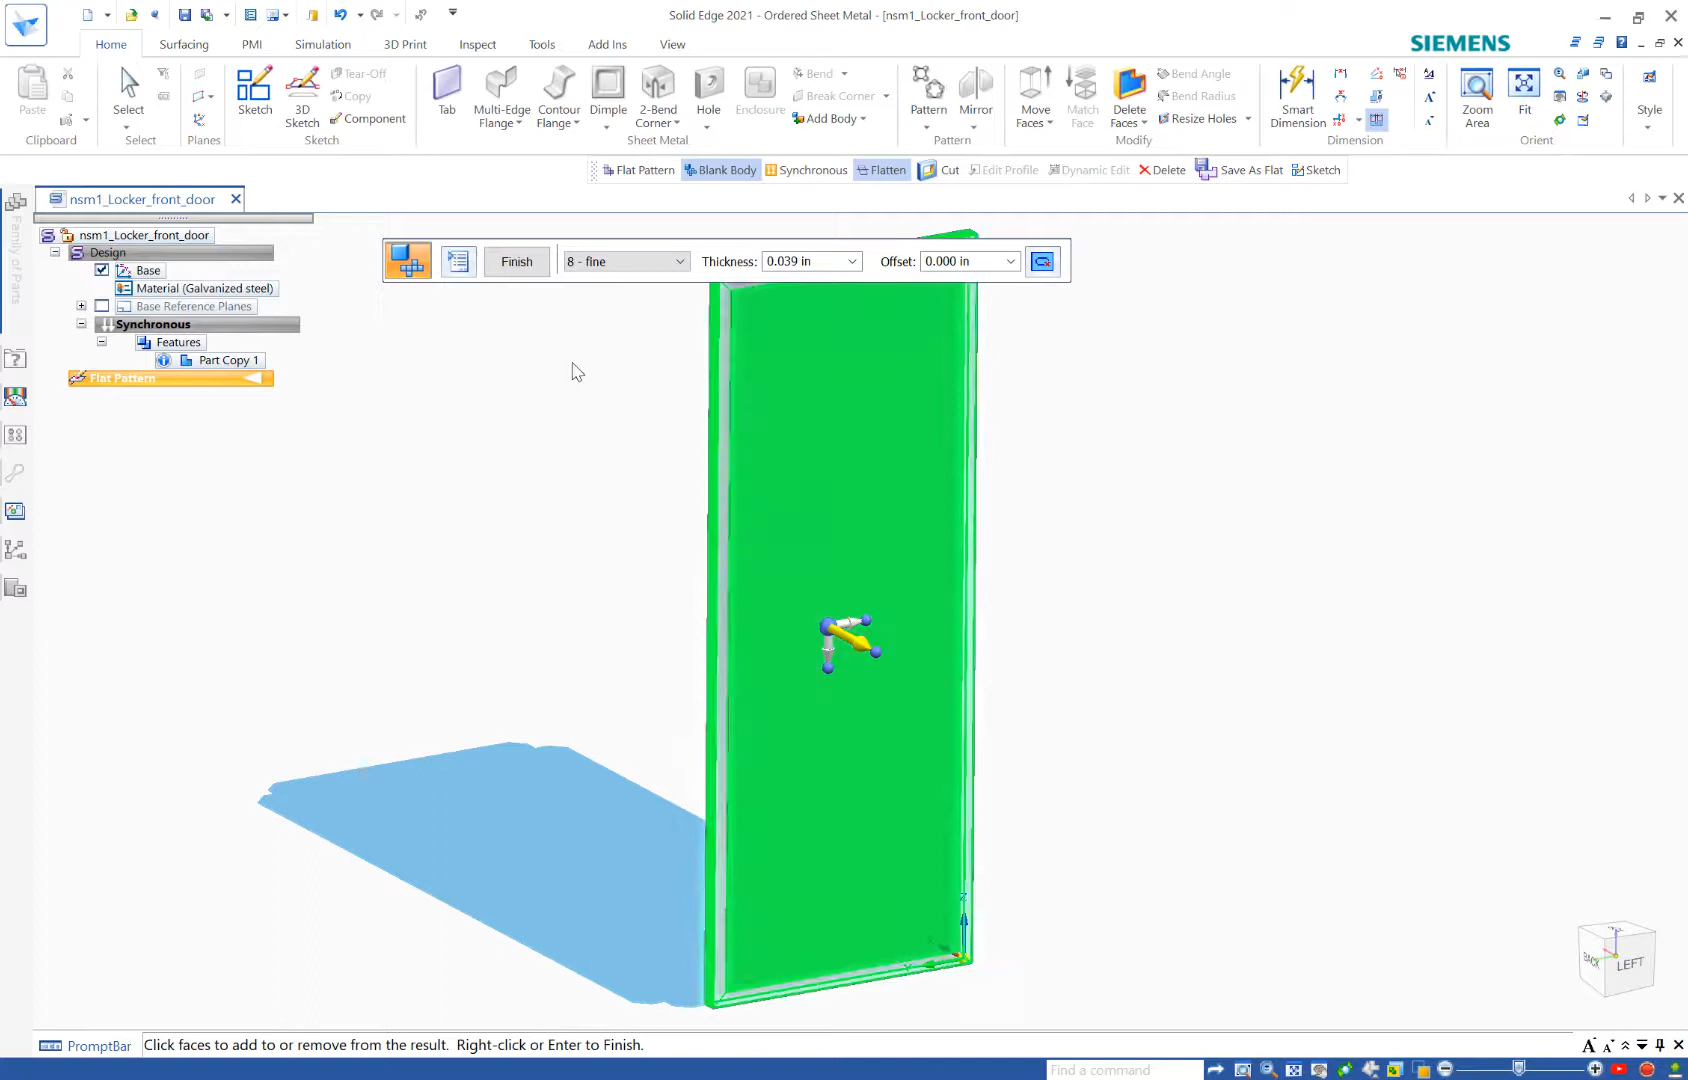 Solid Edge 2021 - Ordered Sheet Metal - [nsm1_Locker_front_door]
Home Surfacing PMI Simulation 3D Print Inspect Tools Add Ins View
SIEMENS
Paste
Clipboard
Select
Select
Planes
Sketch
3D Sketch
Tear-Off
Copy
Component
Sketch
Tab
Multi-Edge Flange
Contour Flange
Dimple
2-Bend Corner
Hole
Enclosure
Bend
Break Corner
Add Body
Sheet Metal
Pattern
Mirror
Pattern
Move Faces
Match Face
Delete Faces
Bend Angle
Bend Radius
Resize Holes
Modify
Smart Dimension
Dimension
Zoom Area
Fit
Orient
Style
Flat Pattern Blank Body Synchronous Flatten Cut Edit Profile Dynamic Edit Delete Save As Flat Sketch
nsm1_Locker_front_door
Family of Parts
nsm1_Locker_front_door
Design
Base
Material (Galvanized steel)
Base Reference Planes
Synchronous
Features
Part Copy 1
Flat Pattern
Finish 8 - fine Thickness: 0.039 in Offset: 0.000 in
Z
BACK LEFT
PromptBar Click faces to add to or remove from the result. Right-click or Enter to Finish.
Find a command